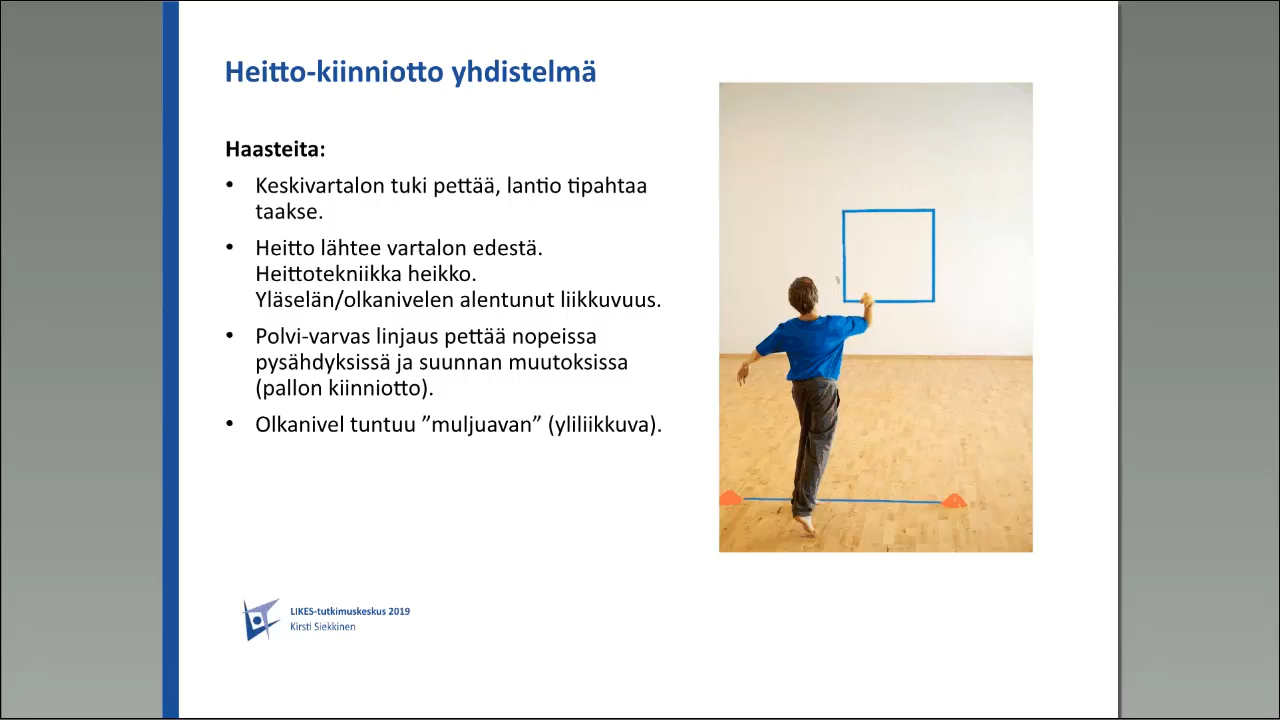 Heitto-kiinniotto yhdistelmä
Haasteita:
• Keskivartalon tuki pettää, lantio tipahtaa
taakse.
• Heitto lähtee vartalon edestä.
Heittotekniikka heikko.
Yläselän/olkanivelen alentunut liikkuvuus.
• Polvi-varvas linjaus pettää nopeissa
pysähdyksissä ja suunnan muutoksissa
(pallon kiinniotto).
• Olkanivel tuntuu ”muljuavan” (yliliikkuva).
LIKES-tutkimuskeskus 2019
Kirsti Siekkinen